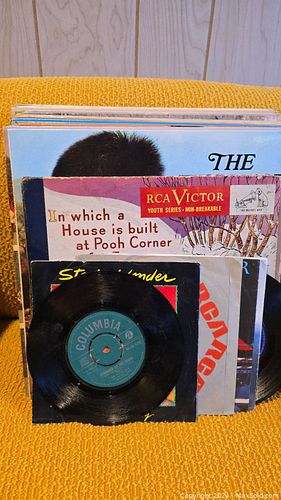 THE
RCA VICTOR
YOUTH SERIES - NON-BREAKABLE
In which a
House is built
at Pooh Corner
COLUMBIA
RCA
Copyright 2024 - MaxSold.com